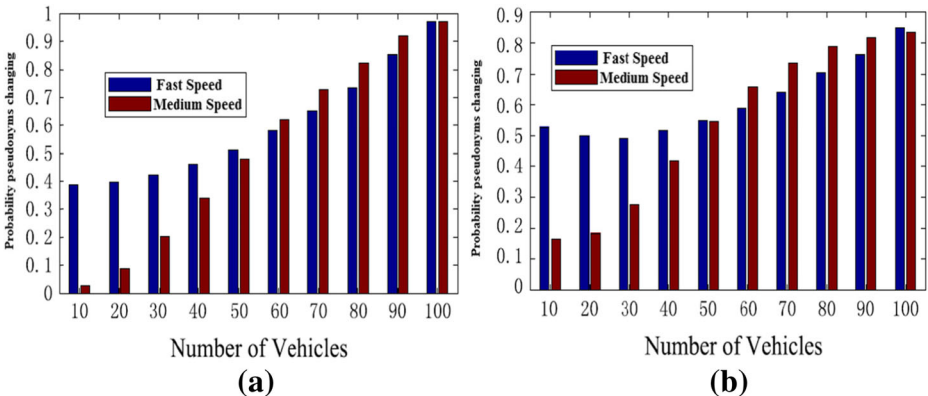 1
0.9
0.8
0.7
0.6
0.5
0.4
0.3
0.2
0.1
0
Probability pseudonyms changing
Fast Speed
Medium Speed
10 20 30 40 50 60 70 80 90 100
Number of Vehicles
(a)
0.9
0.8
0.7
0.6
0.5
0.4
0.3
0.2
0.1
0
Probability pseudonyms changing
Fast Speed
Medium Speed
10 20 30 40 50 60 70 80 90 100
Number of Vehicles
(b)